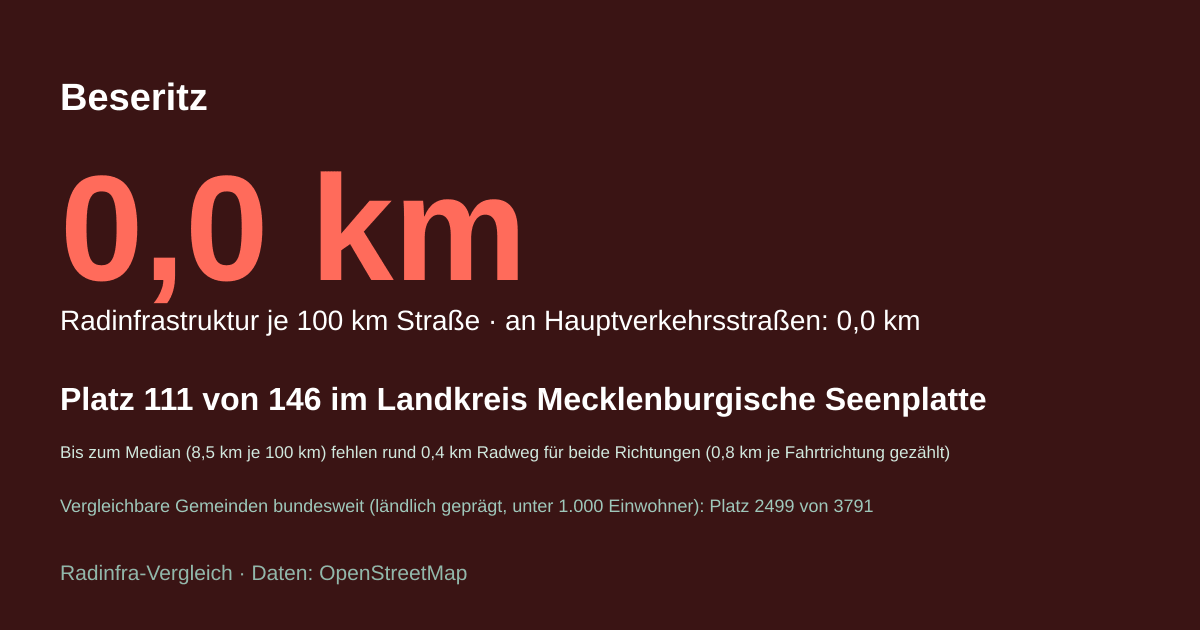 Beseritz
0,0 km
Radinfrastruktur je 100 km Straße · an Hauptverkehrsstraßen: 0,0 km
Platz 111 von 146 im Landkreis Mecklenburgische Seenplatte
Bis zum Median (8,5 km je 100 km) fehlen rund 0,4 km Radweg für beide Richtungen (0,8 km je Fahrtrichtung gezählt)
Vergleichbare Gemeinden bundesweit (ländlich geprägt, unter 1.000 Einwohner): Platz 2499 von 3791
Radinfra-Vergleich · Daten: OpenStreetMap